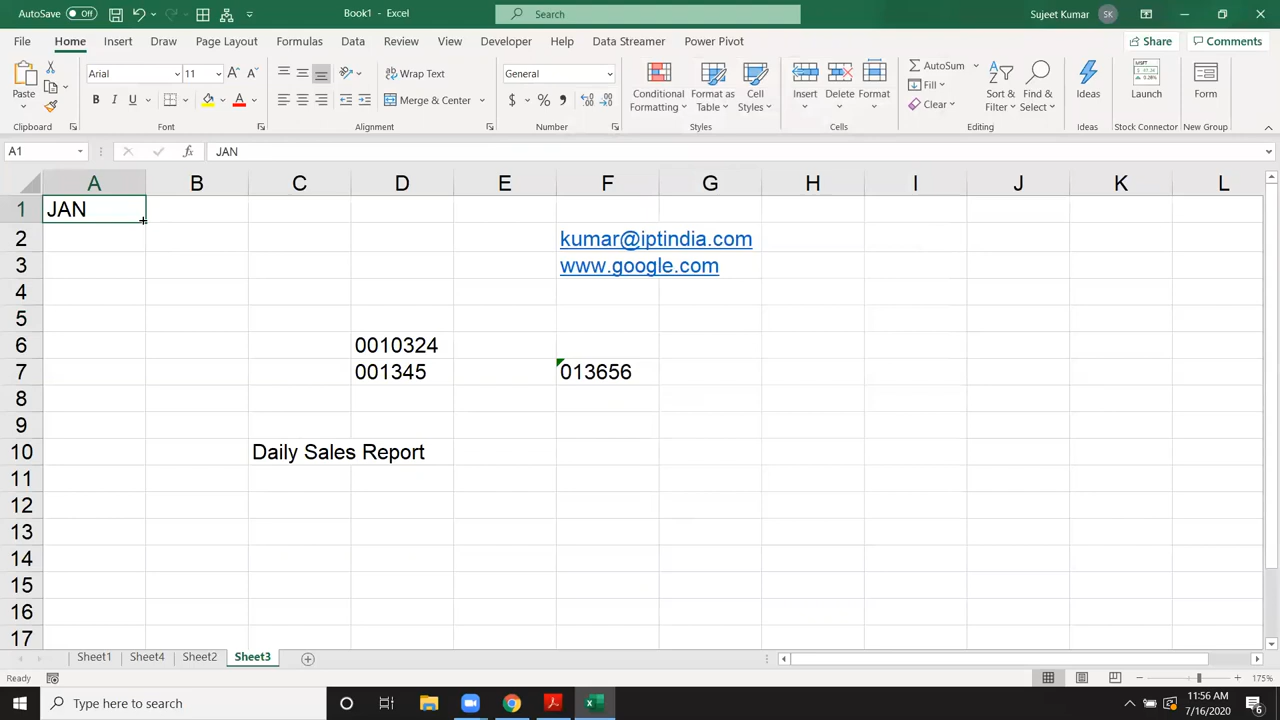 AutoSave Off Book1 - Excel Search Sujeet Kumar SK
File Home Insert Draw Page Layout Formulas Data Review View Developer Help Data Streamer Power Pivot Share Comments
Paste Arial 11 Wrap Text General Conditional Formatting Format as Table Cell Styles Insert Delete Format AutoSum Fill Clear Sort & Filter Find & Select Ideas Launch Form
B I U A Merge & Center $ %
Clipboard Font Alignment Number Styles Cells Editing Ideas Stock Connector New Group
A1 fx JAN
A B C D E F G H I J K L
1 JAN
2 kumar@iptindia.com
3 www.google.com
4
5
6 0010324
7 001345 013656
8
9
10 Daily Sales Report
11
12
13
14
15
16
17
Sheet1 Sheet4 Sheet2 Sheet3
Ready 175%
Type here to search 11:56 AM
7/16/2020 6